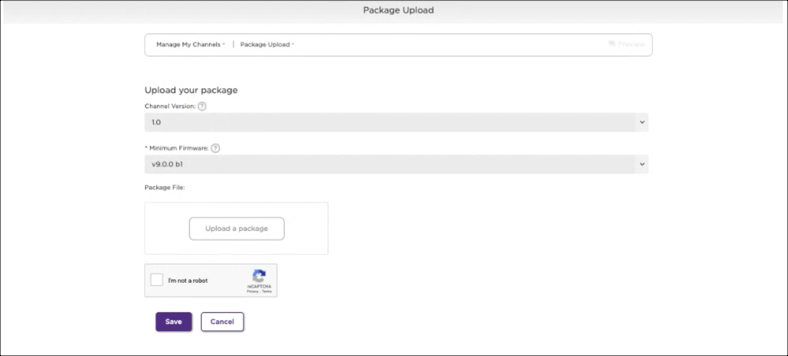 Package Upload
Manage My Channels | Package Upload Preview
Upload your package
Channel Version: ?
1.0
* Minimum Firmware: ?
v9.0.0 b1
Package File:
Upload a package
I'm not a robot
reCAPTCHA
Privacy - Terms
Save Cancel